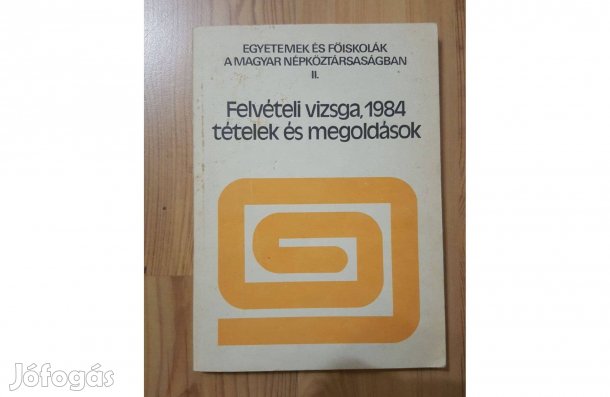 EGYETEMEK ÉS FŐISKOLÁK
A MAGYAR NÉPKÖZTÁRSASÁGBAN
II.
Felvételi vizsga, 1984
tételek és megoldások
Jófogás